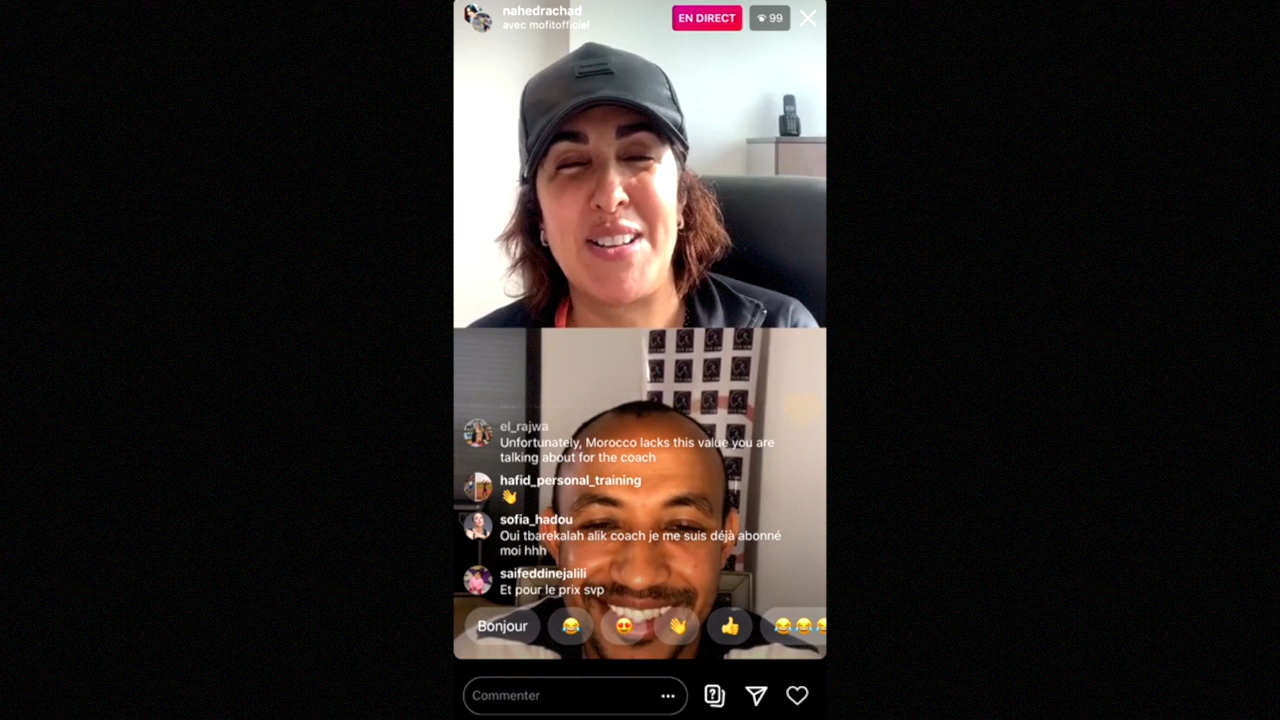 nahedrachad
avec mofitofficiel
EN DIRECT
99
el_rajwa
Unfortunately, Morocco lacks this value you are
talking about for the coach
hafid_personal_training
👋
sofia_hadou
Oui tbarekalah alik coach je me suis déjà abonné
moi hhh
saifeddinejalili
Et pour le prix svp
Bonjour 😂 😍 👋 👍 😂😂😂
Commenter